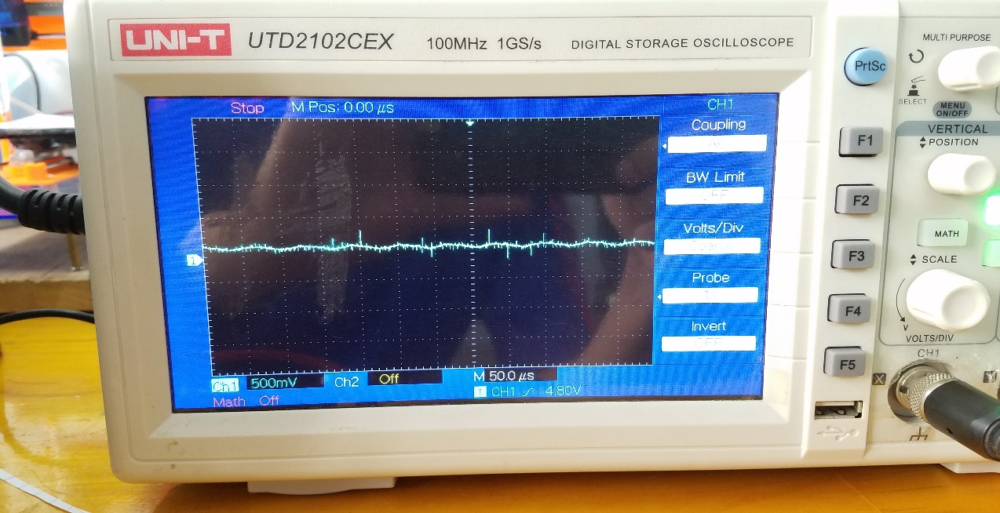 UNI-T UTD2102CEX 100MHz 1GS/s DIGITAL STORAGE OSCILLOSCOPE
MULTI PURPOSE
PrtSc
SELECT
MENU
ON/OFF
VERTICAL
POSITION
Stop M Pos: 0.00 μs CH1
Coupling
AC
F1
BW Limit
OFF
F2
Volts/Div
Coarse
F3
MATH
SCALE
Probe
F4
Invert
OFF
F5
VOLTS/DIV
CH1
1
Ch1 500mV Ch2 Off M 50.0 μs
1 CH1 4.80V
Math Off
X